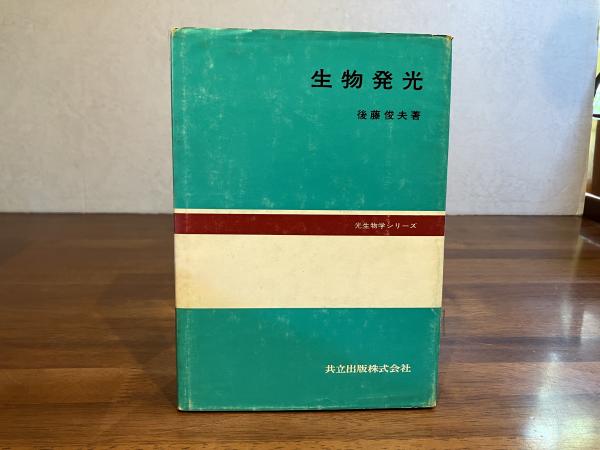 生物発光
後藤俊夫著
光生物学シリーズ
共立出版株式会社